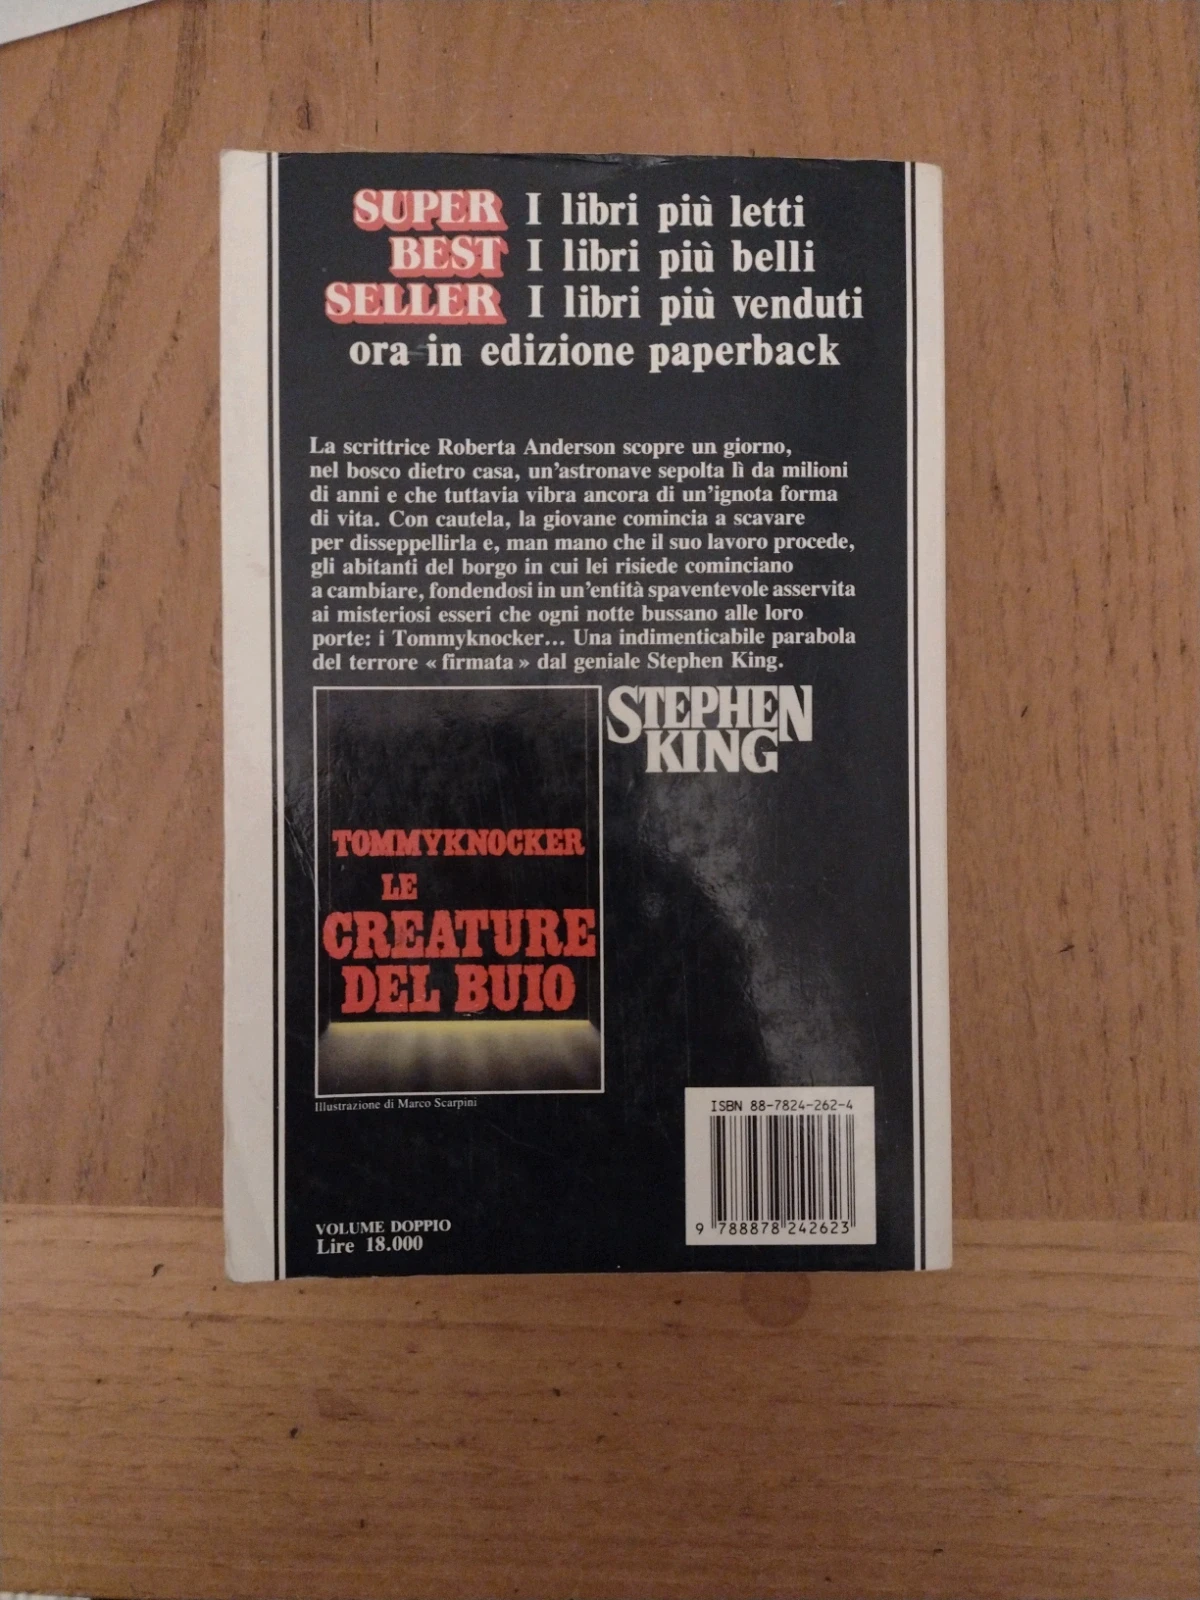 SUPER I libri più letti
BEST I libri più belli
SELLER I libri più venduti
ora in edizione paperback
La scrittrice Roberta Anderson scopre un giorno,
nel bosco dietro casa, un'astronave sepolta lì da milioni
di anni e che tuttavia vibra ancora di un'ignota forma
di vita. Con cautela, la giovane comincia a scavare
per disseppellirla e, man mano che il suo lavoro procede,
gli abitanti del borgo in cui lei risiede cominciano
a cambiare, fondendosi in un'entità spaventevole asservita
ai misteriosi esseri che ogni notte bussano alle loro
porte: i Tommyknocker... Una indimenticabile parabola
del terrore « firmata » dal geniale Stephen King.
STEPHEN
KING
TOMMYKNOCKER
LE
CREATURE
DEL BUIO
Illustrazione di Marco Scarpini
ISBN 88-7824-262-4
9 788878 242623
VOLUME DOPPIO
Lire 18.000